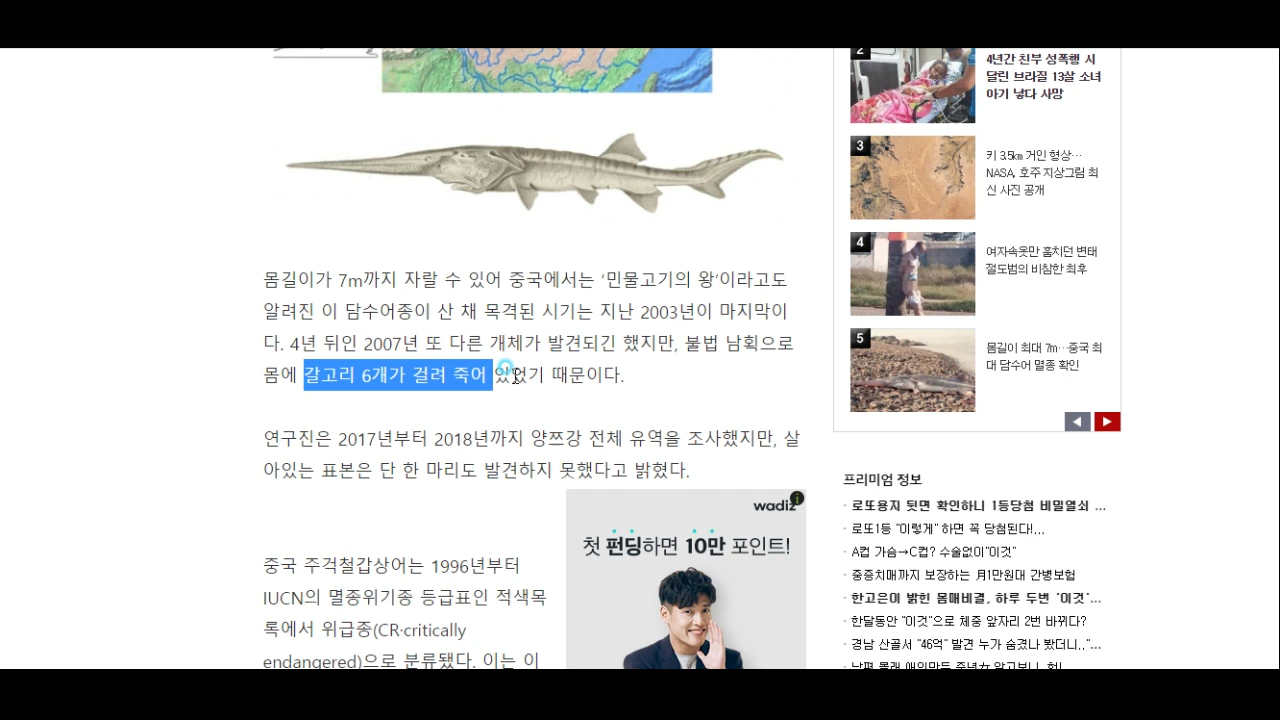 몸길이가 7m까지 자랄 수 있어 중국에서는 ‘민물고기의 왕’이라고도
알려진 이 담수어종이 산 채 목격된 시기는 지난 2003년이 마지막이
다. 4년 뒤인 2007년 또 다른 개체가 발견되긴 했지만, 불법 남획으로
몸에 갈고리 6개가 걸려 죽어 있었기 때문이다.
연구진은 2017년부터 2018년까지 양쯔강 전체 유역을 조사했지만, 살
아있는 표본은 단 한 마리도 발견하지 못했다고 밝혔다.
중국 주걱철갑상어는 1996년부터
IUCN의 멸종위기종 등급표인 적색목
록에서 위급종(CR·critically
endangered)으로 분류됐다. 이는 이
wadiz
첫 펀딩하면 10만 포인트!
2
4년간 친부 성폭행 시
달린 브라질 13살 소녀
아기 낳다 사망
3
키 3.5㎞ 거인 형상…
NASA, 호주 지상그림 최
신 사진 공개
4
여자속옷만 훔치던 변태
절도범의 비참한 최후
5
몸길이 최대 7m…중국 최
대 담수어 멸종 확인
프리미엄 정보
· 로또용지 뒷면 확인하니 1등당첨 비밀열쇠 …
· 로또1등 "이렇게" 하면 꼭 당첨된다!...
· A컵 가슴→C컵? 수술없이"이것"
· 중증치매까지 보장하는 月1만원대 간병보험
· 한고은이 밝힌 몸매비결, 하루 두번 '이것'…
· 한달동안 "이것"으로 체중 앞자리 2번 바뀌다?
· 경남 산골서 "46억" 발견 누가 숨겼나 봤더니,,"…